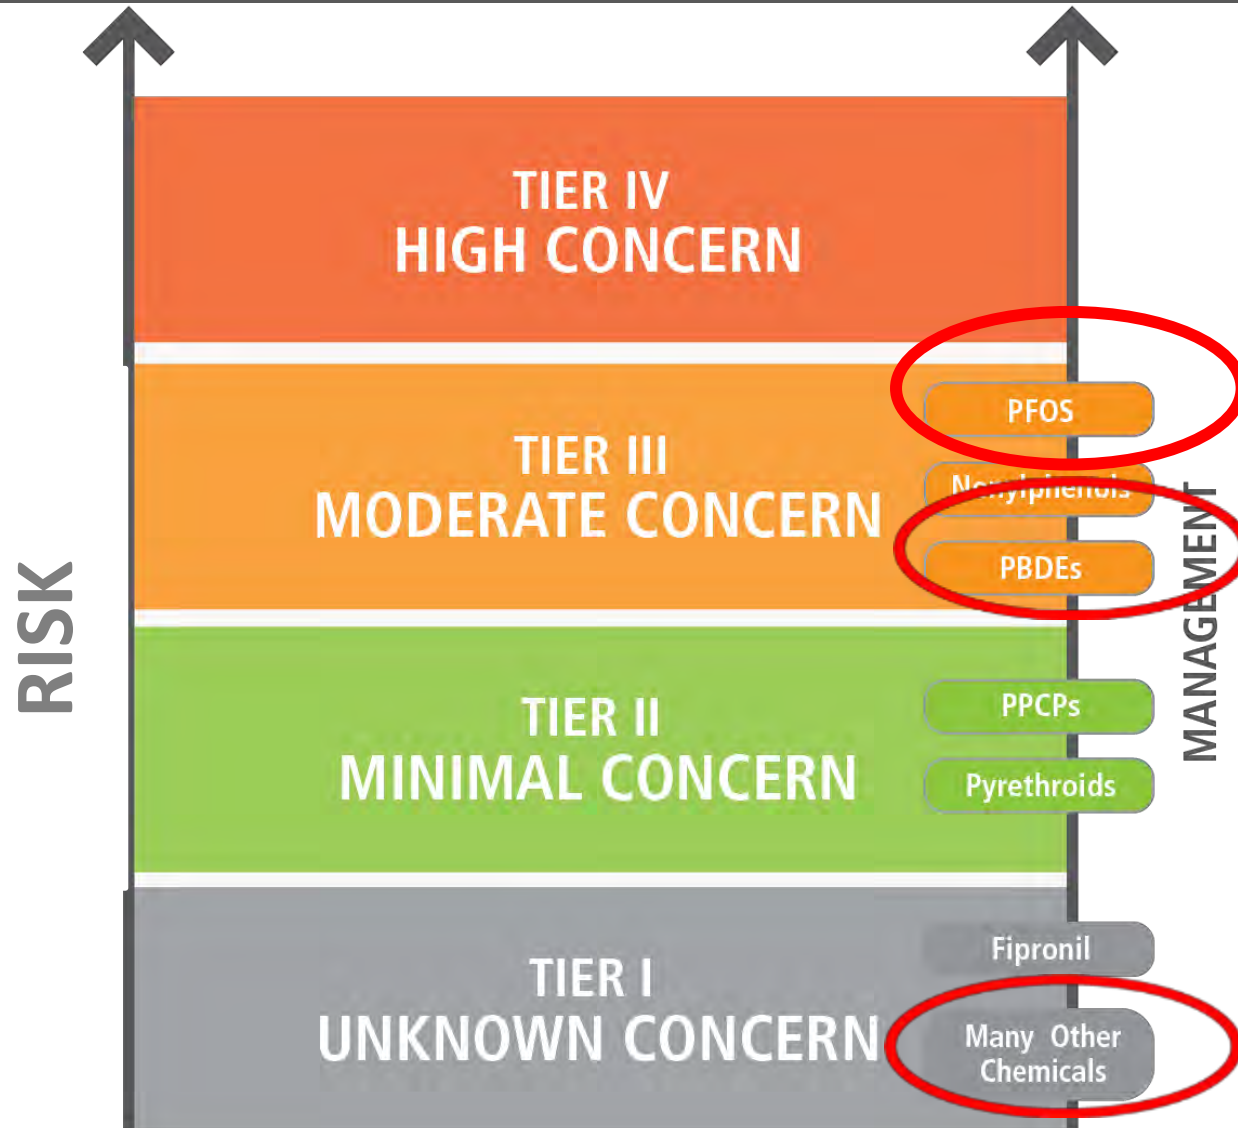 TIER IV
HIGH CONCERN
PFOS
TIER III
MODERATE CONCERN
Nonylphenols
PBDEs
RISK
MANAGEMENT
TIER II
MINIMAL CONCERN
PPCPs
Pyrethroids
Fipronil
TIER I
UNKNOWN CONCERN
Many Other
Chemicals